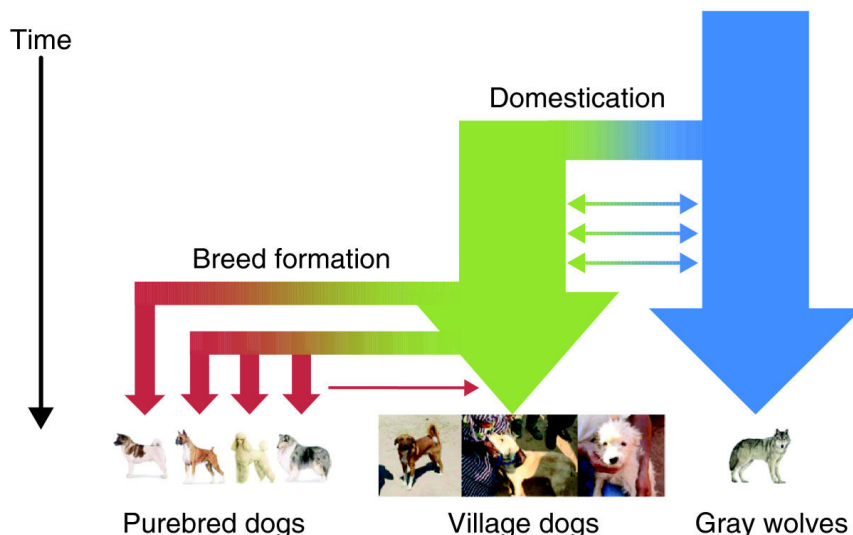 Time
Domestication
Breed formation
Purebred dogs
Village dogs
Gray wolves